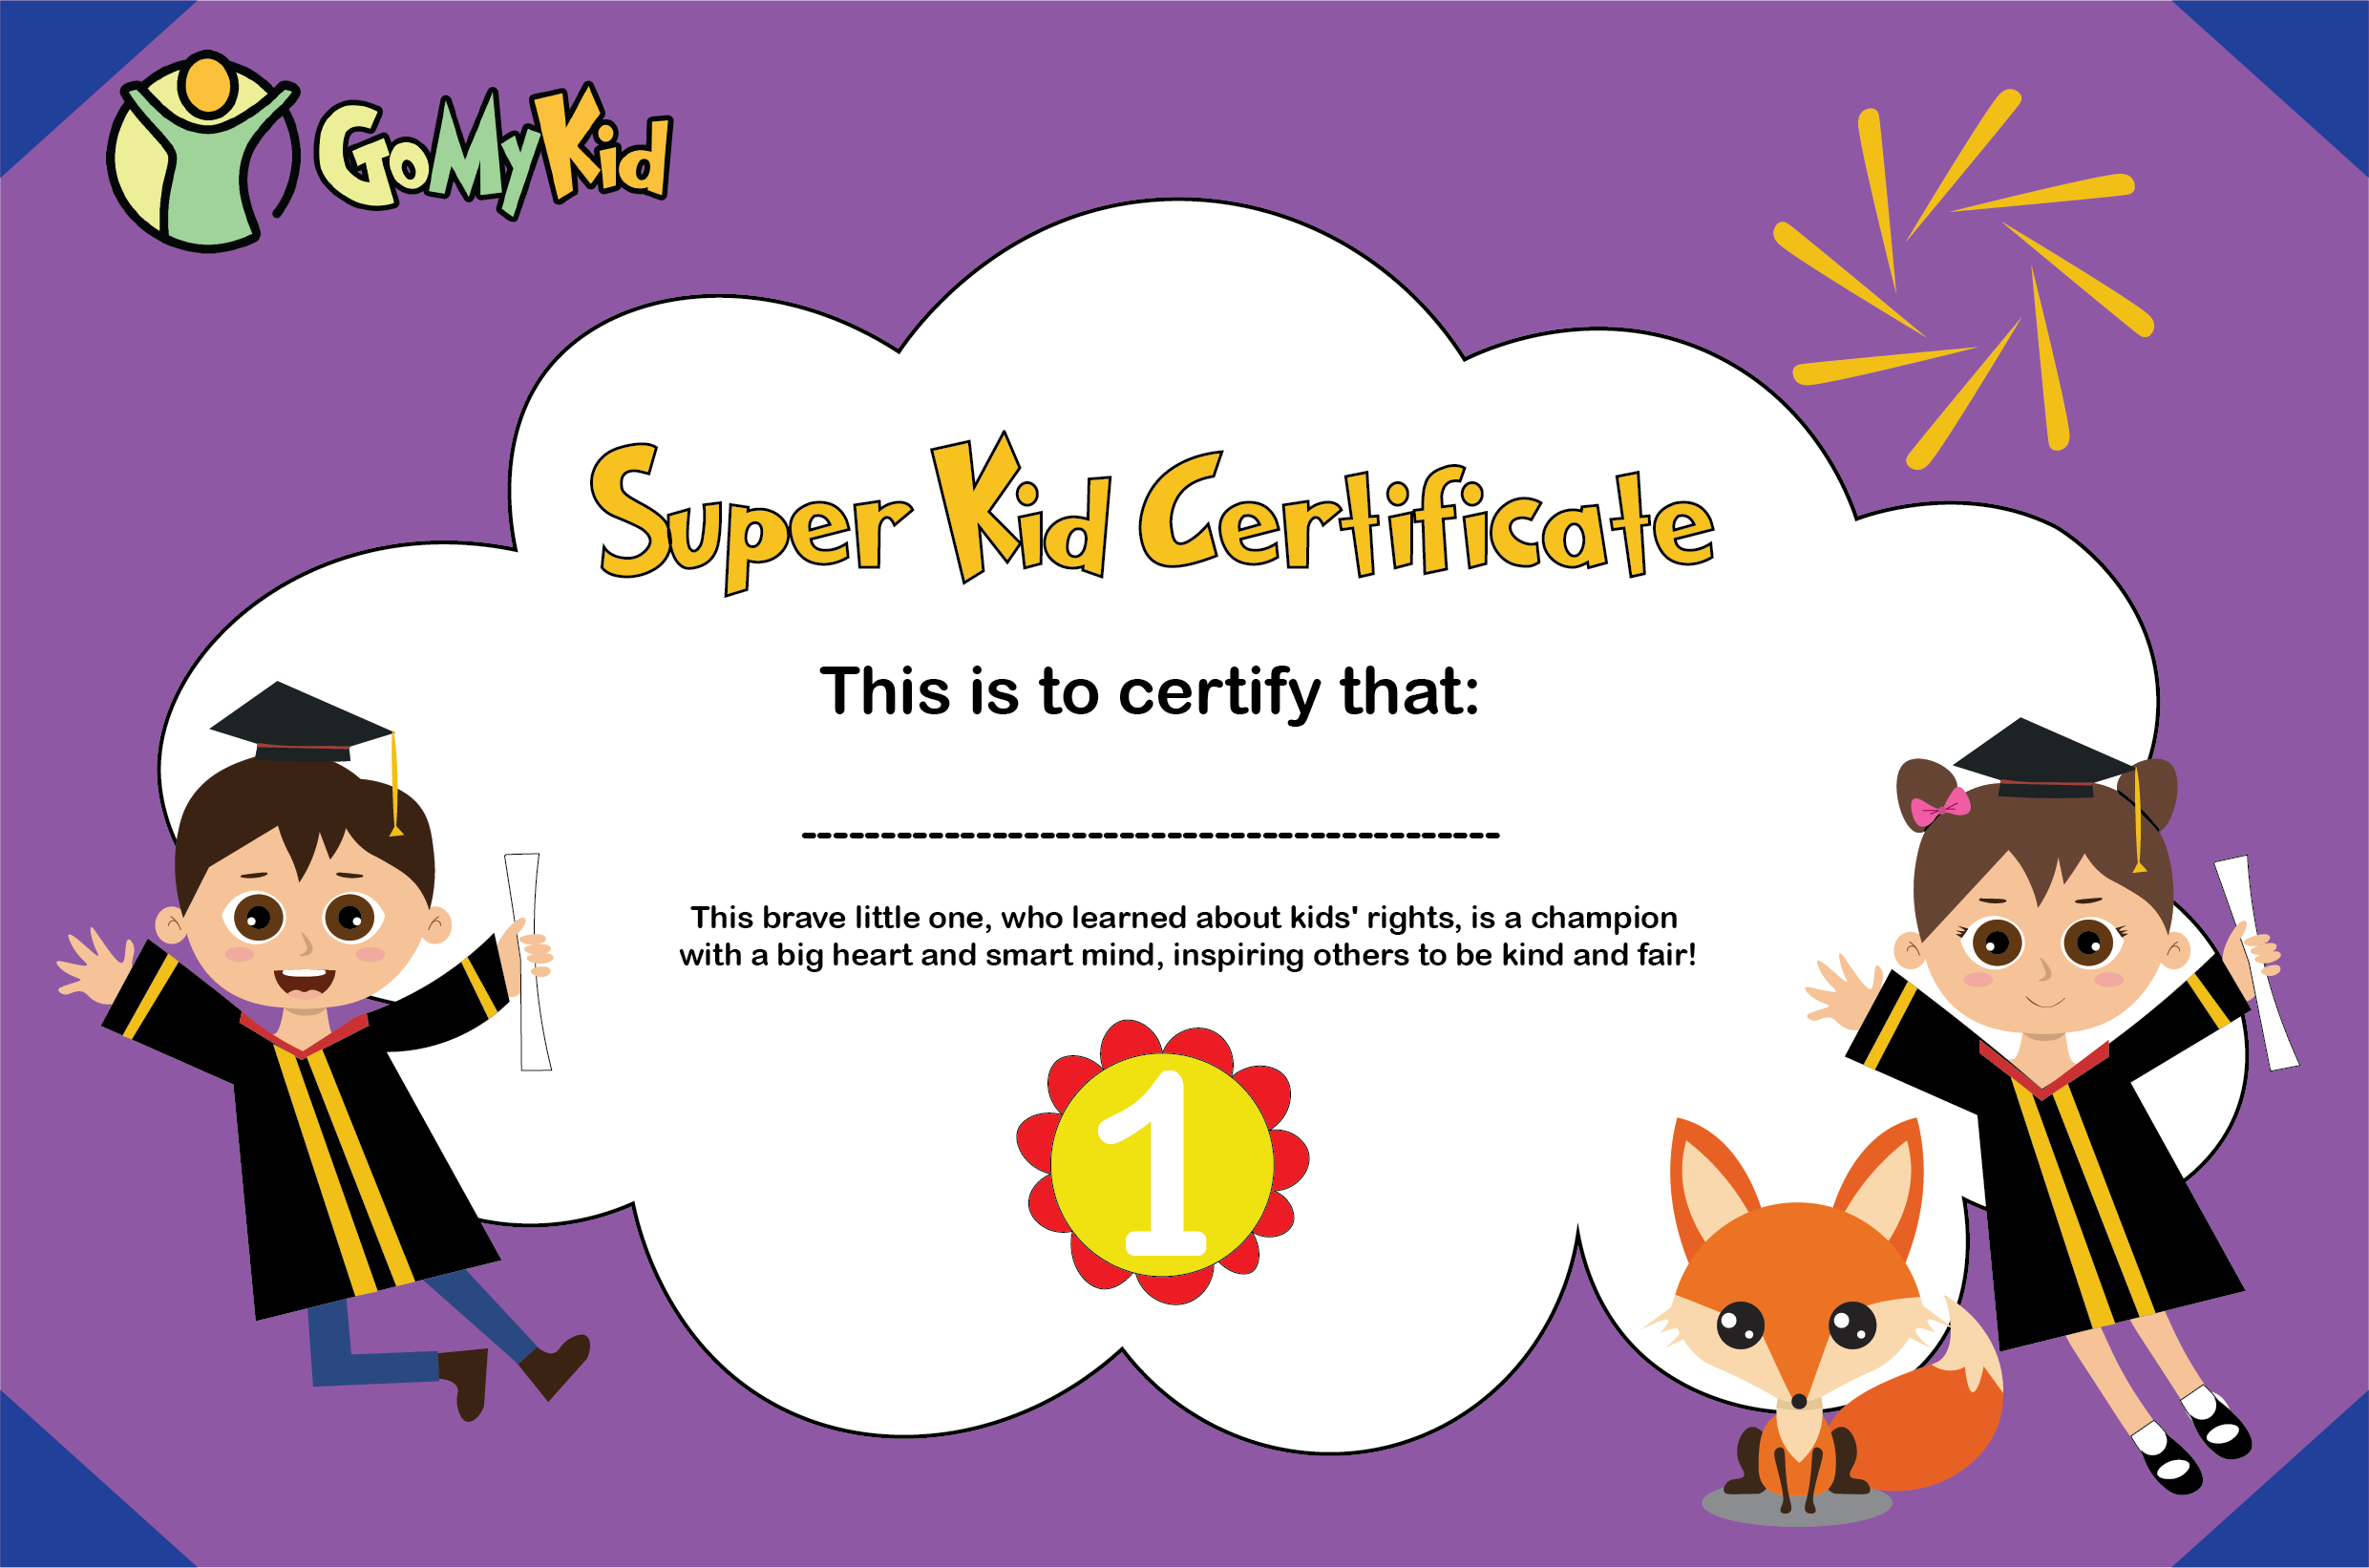 GoMyKid
Super Kid Certificate
This is to certify that:
--------------------------------------------
This brave little one, who learned about kids' rights, is a champion
with a big heart and smart mind, inspiring others to be kind and fair!
1